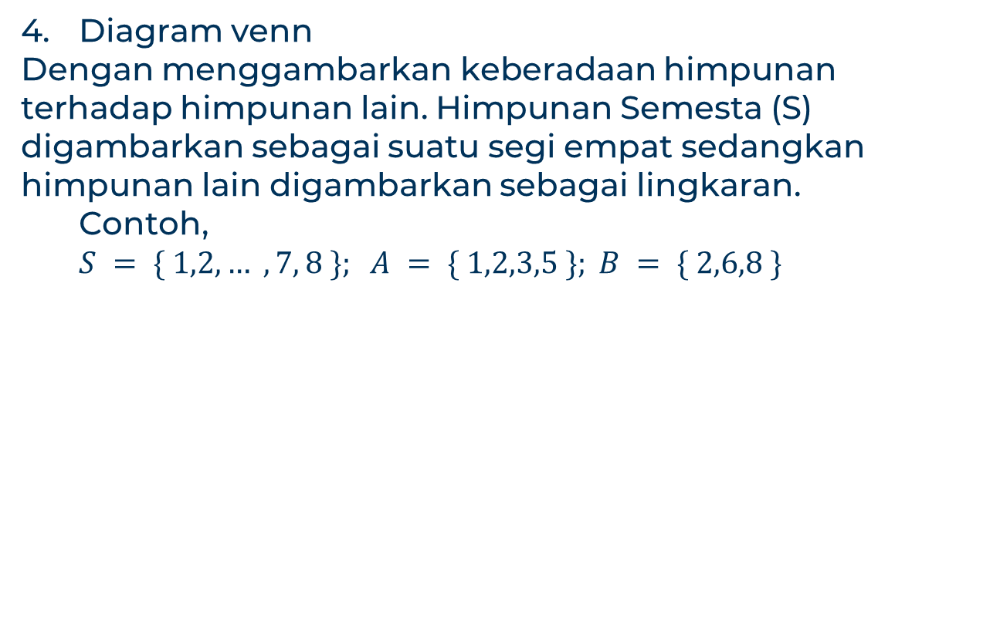 4. Diagram venn
Dengan menggambarkan keberadaan himpunan
terhadap himpunan lain. Himpunan Semesta (S)
digambarkan sebagai suatu segi empat sedangkan
himpunan lain digambarkan sebagai lingkaran.
Contoh,
S = { 1,2, … , 7, 8 }; A = { 1,2,3,5 }; B = { 2,6,8 }